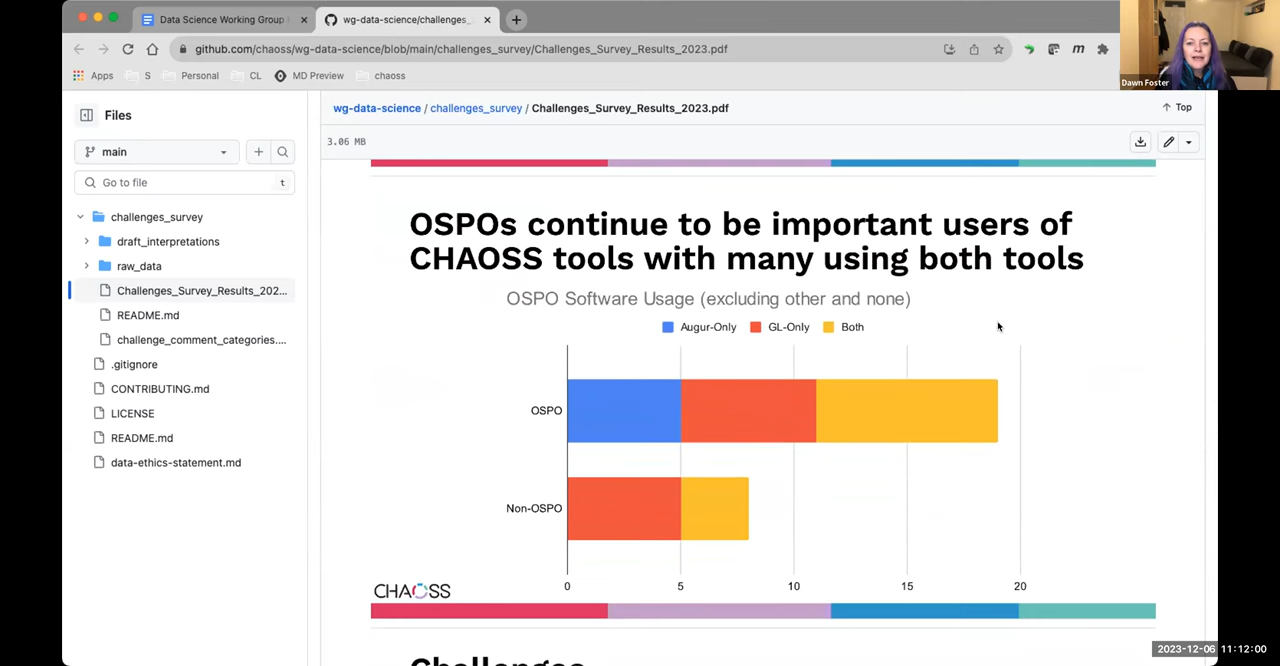 Data Science Working Group
wg-data-science/challenges_
github.com/chaoss/wg-data-science/blob/main/challenges_survey/Challenges_Survey_Results_2023.pdf
Apps S Personal CL MD Preview chaoss
Dawn Foster
Files
wg-data-science / challenges_survey / Challenges_Survey_Results_2023.pdf
Top
main
3.06 MB
Go to file t
challenges_survey
draft_interpretations
raw_data
Challenges_Survey_Results_202...
README.md
challenge_comment_categories....
.gitignore
CONTRIBUTING.md
LICENSE
README.md
data-ethics-statement.md
OSPOs continue to be important users of
CHAOSS tools with many using both tools
OSPO Software Usage (excluding other and none)
Augur-Only GL-Only Both
OSPO
Non-OSPO
0 5 10 15 20
CHAOSS
Challenges
2023-12-06 11:12:00